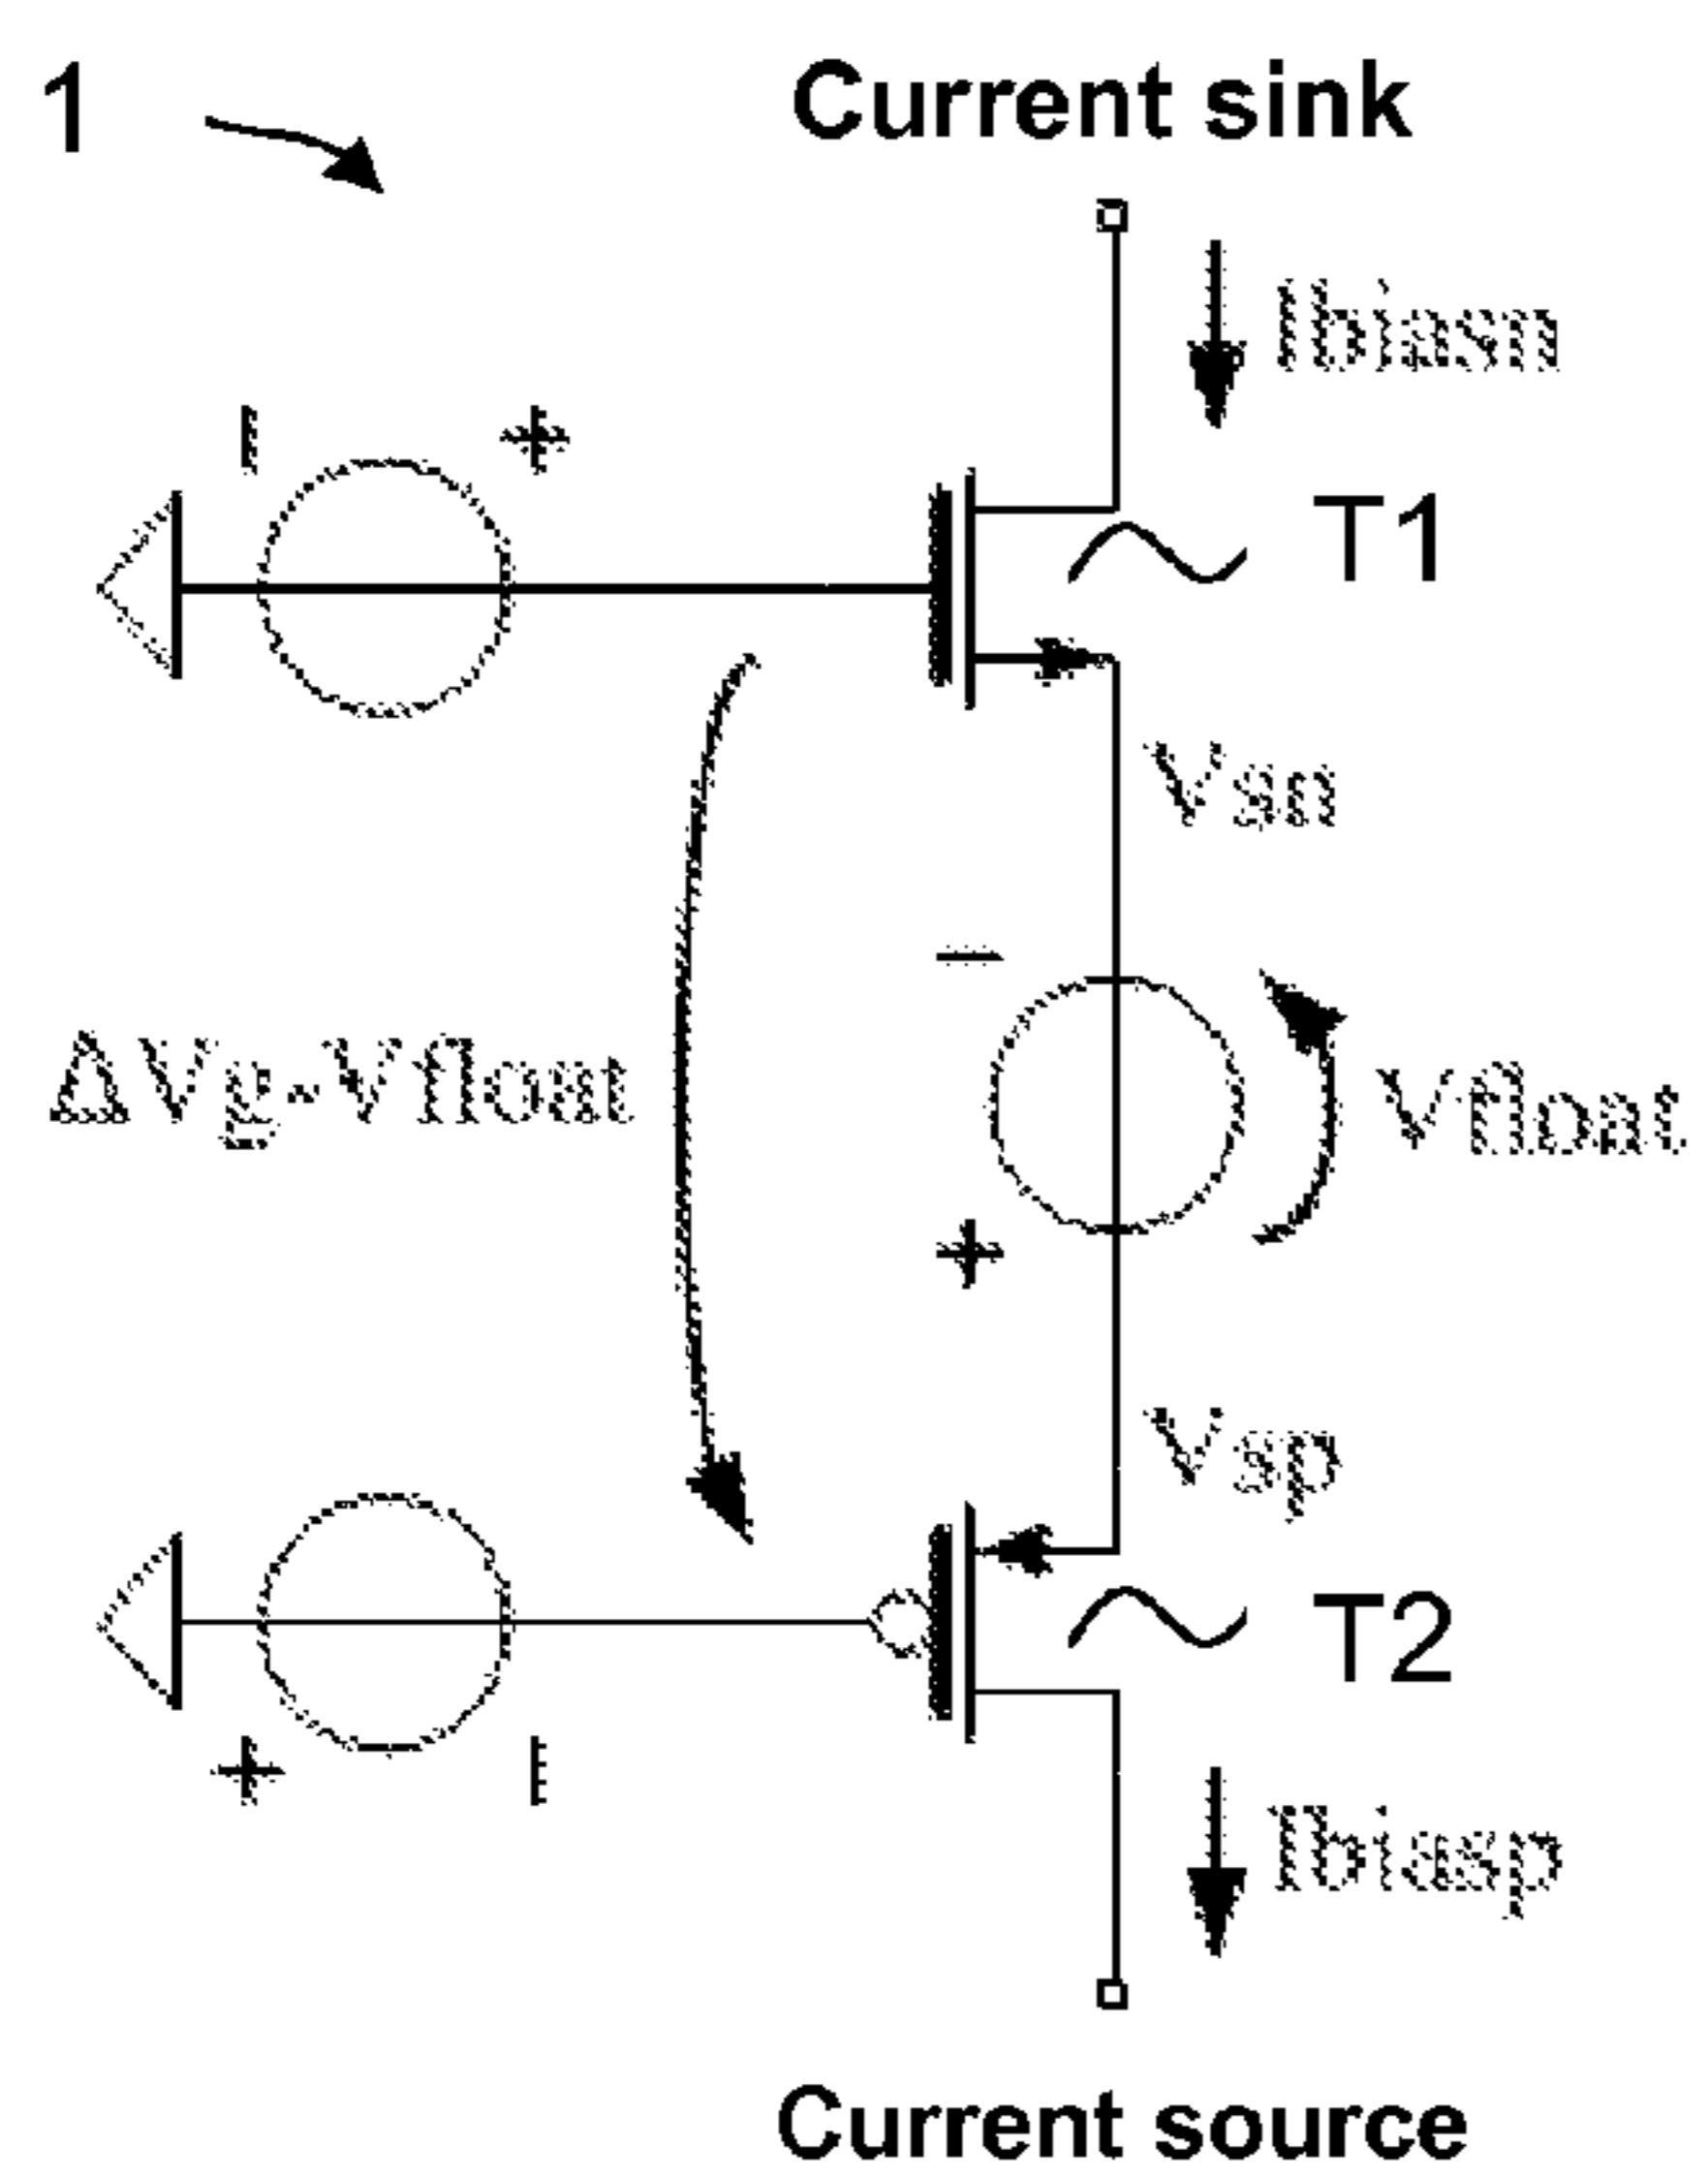 1
Current sink
Ibiasn
− +
T1
Vsn
−
ΔVg-Vfloat
Vfloat
+
Vsp
T2
+ −
Ibiasp
Current source